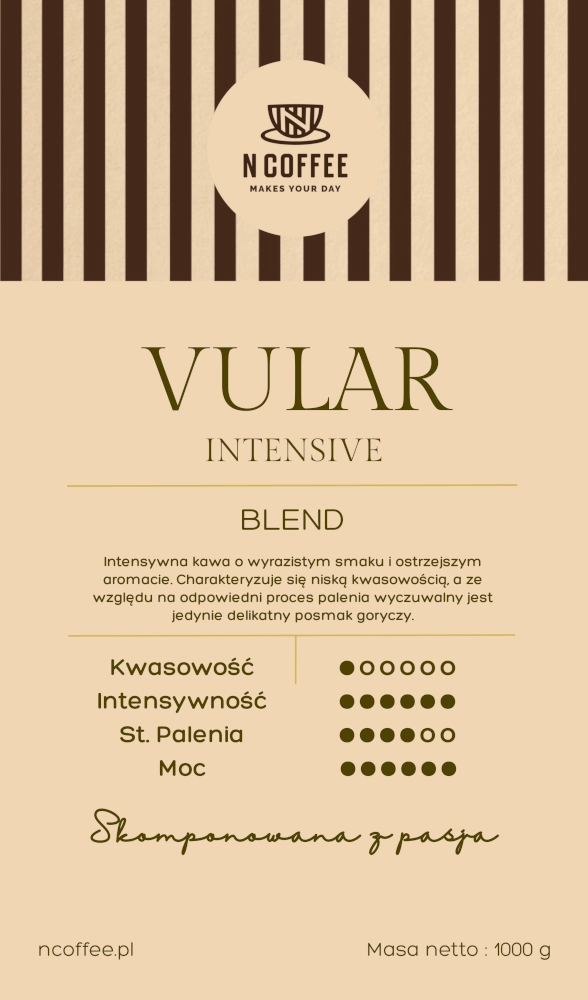 N COFFEE
MAKES YOUR DAY
VULAR
INTENSIVE
BLEND
Intensywna kawa o wyrazistym smaku i ostrzejszym
aromacie. Charakteryzuje się niską kwasowością, a ze
względu na odpowiedni proces palenia wyczuwalny jest
jedynie delikatny posmak goryczy.
Kwasowość
Intensywność
St. Palenia
Moc
Skomponowana z pasja
ncoffee.pl Masa netto : 1000 g